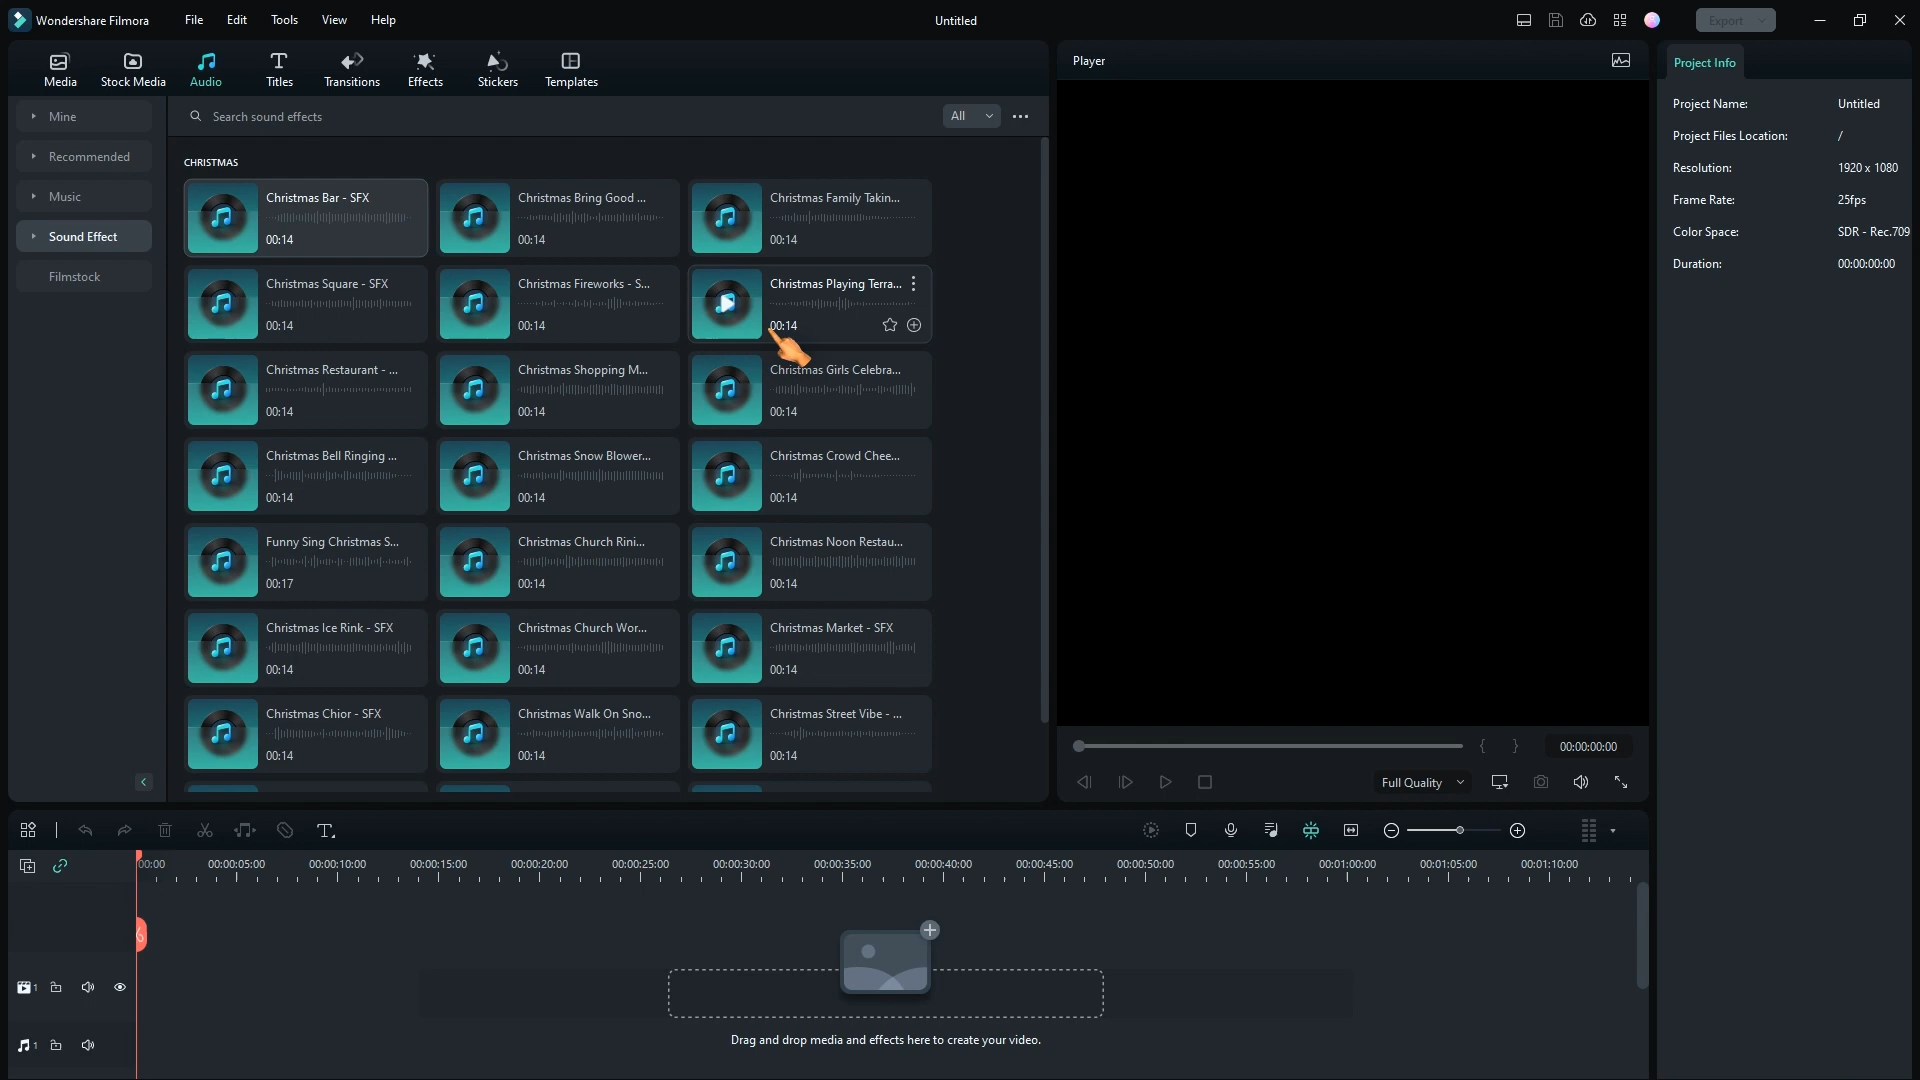 Wondershare Filmora
File
Edit
Tools
View
Help
Untitled
Export
Media
Stock Media
Audio
Titles
Transitions
Effects
Stickers
Templates
Player
Project Info
Mine
Recommended
Music
Sound Effect
Filmstock
Search sound effects
All
CHRISTMAS
Christmas Bar - SFX
00:14
Christmas Bring Good ...
00:14
Christmas Family Takin...
00:14
Christmas Square - SFX
00:14
Christmas Fireworks - S...
00:14
Christmas Playing Terra...
00:14
Christmas Restaurant - ...
00:14
Christmas Shopping M...
00:14
Christmas Girls Celebra...
00:14
Christmas Bell Ringing ...
00:14
Christmas Snow Blower...
00:14
Christmas Crowd Chee...
00:14
Funny Sing Christmas S...
00:17
Christmas Church Rini...
00:14
Christmas Noon Restau...
00:14
Christmas Ice Rink - SFX
00:14
Christmas Church Wor...
00:14
Christmas Market - SFX
00:14
Christmas Chior - SFX
00:14
Christmas Walk On Sno...
00:14
Christmas Street Vibe - ...
00:14
Project Name: Untitled
Project Files Location: /
Resolution: 1920 x 1080
Frame Rate: 25fps
Color Space: SDR - Rec.709
Duration: 00:00:00:00
{ }
00:00:00:00
Full Quality
00:00
00:00:05:00
00:00:10:00
00:00:15:00
00:00:20:00
00:00:25:00
00:00:30:00
00:00:35:00
00:00:40:00
00:00:45:00
00:00:50:00
00:00:55:00
00:01:00:00
00:01:05:00
00:01:10:00
1
Drag and drop media and effects here to create your video.
1